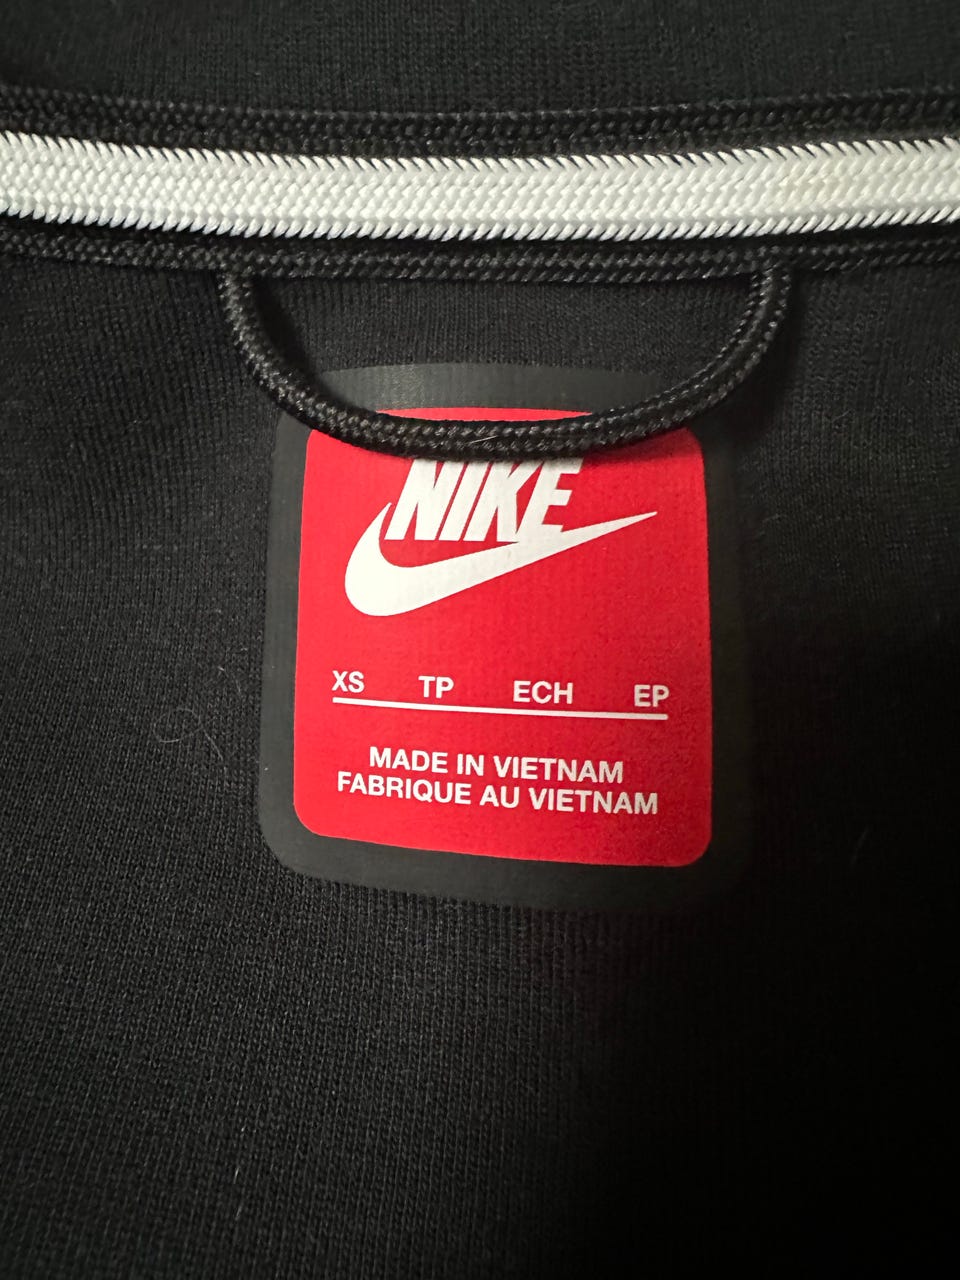 NIKE
XS TP ECH EP
MADE IN VIETNAM
FABRIQUE AU VIETNAM